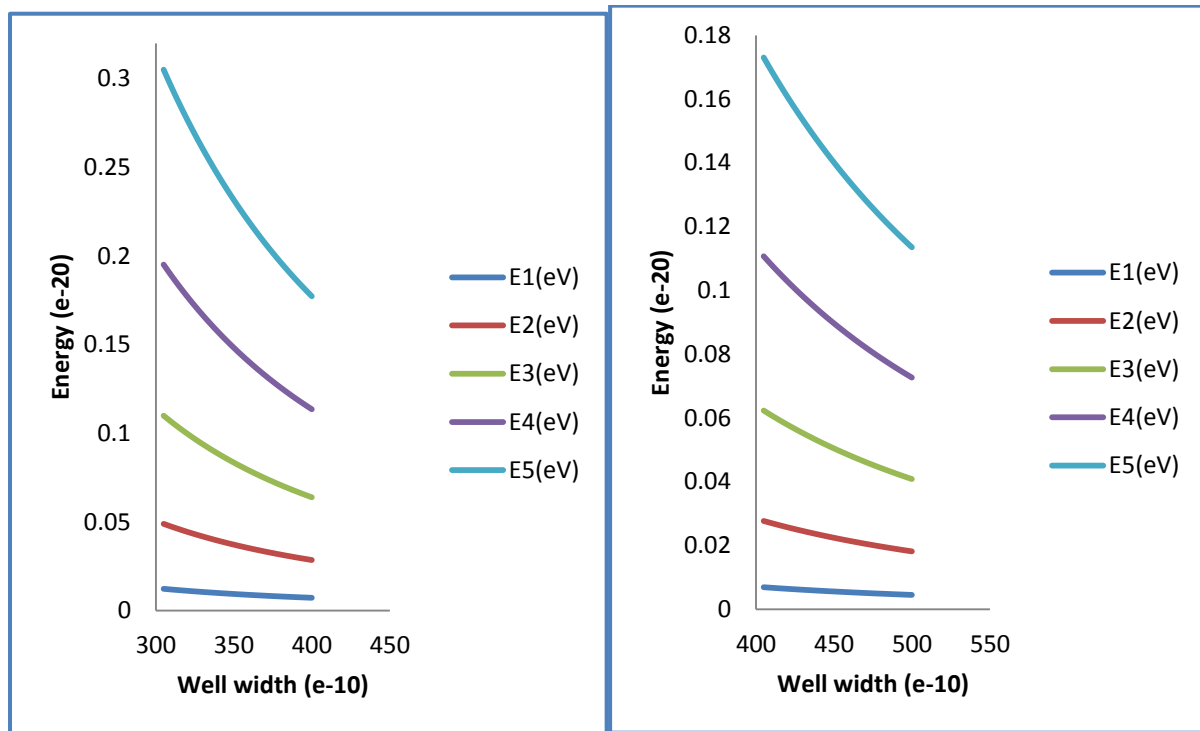 0.3
0.25
0.2
0.15
0.1
0.05
0
300 350 400 450
Energy (e-20)
Well width (e-10)
E1(eV)
E2(eV)
E3(eV)
E4(eV)
E5(eV)
0.18
0.16
0.14
0.12
0.1
0.08
0.06
0.04
0.02
0
400 450 500 550
Energy (e-20)
Well width (e-10)
E1(eV)
E2(eV)
E3(eV)
E4(eV)
E5(eV)